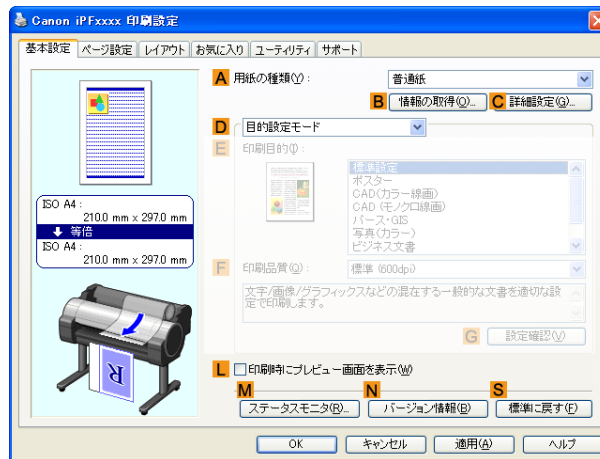 Canon iPFxxxx 印刷設定
基本設定 ページ設定 レイアウト お気に入り ユーティリティ サポート
A 用紙の種類(Y): 普通紙
B 情報の取得(O)... C 詳細設定(G)...
D 目的設定モード
E 印刷目的(I):
標準設定
ポスター
CAD(カラー線画)
CAD (モノクロ線画)
パース・GIS
写真(カラー)
ビジネス文書
ISO A4 :
210.0 mm x 297.0 mm
等倍
ISO A4 :
210.0 mm x 297.0 mm
F 印刷品質(Q): 標準 (600dpi)
文字/画像/グラフィックスなどの混在する一般的な文書を適切な設
定で印刷します。
G 設定確認(V)
R
L 印刷時にプレビュー画面を表示(W)
M N S
ステータスモニタ(R)... バージョン情報(B) 標準に戻す(F)
OK キャンセル 適用(A) ヘルプ